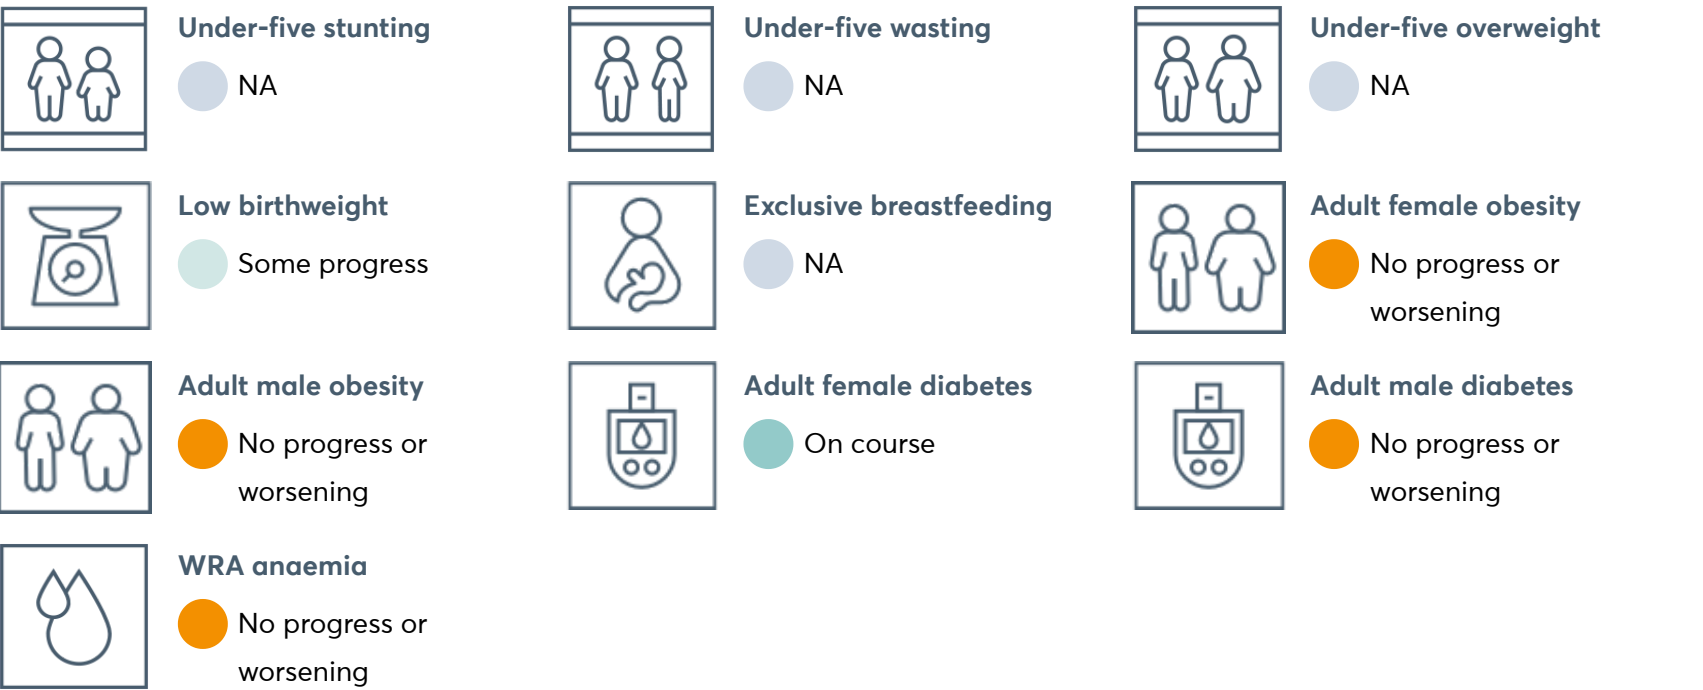 Under-five stunting
NA
Under-five wasting
NA
Under-five overweight
NA
Low birthweight
Some progress
Exclusive breastfeeding
NA
Adult female obesity
No progress or
worsening
Adult male obesity
No progress or
worsening
Adult female diabetes
On course
Adult male diabetes
No progress or
worsening
WRA anaemia
No progress or
worsening